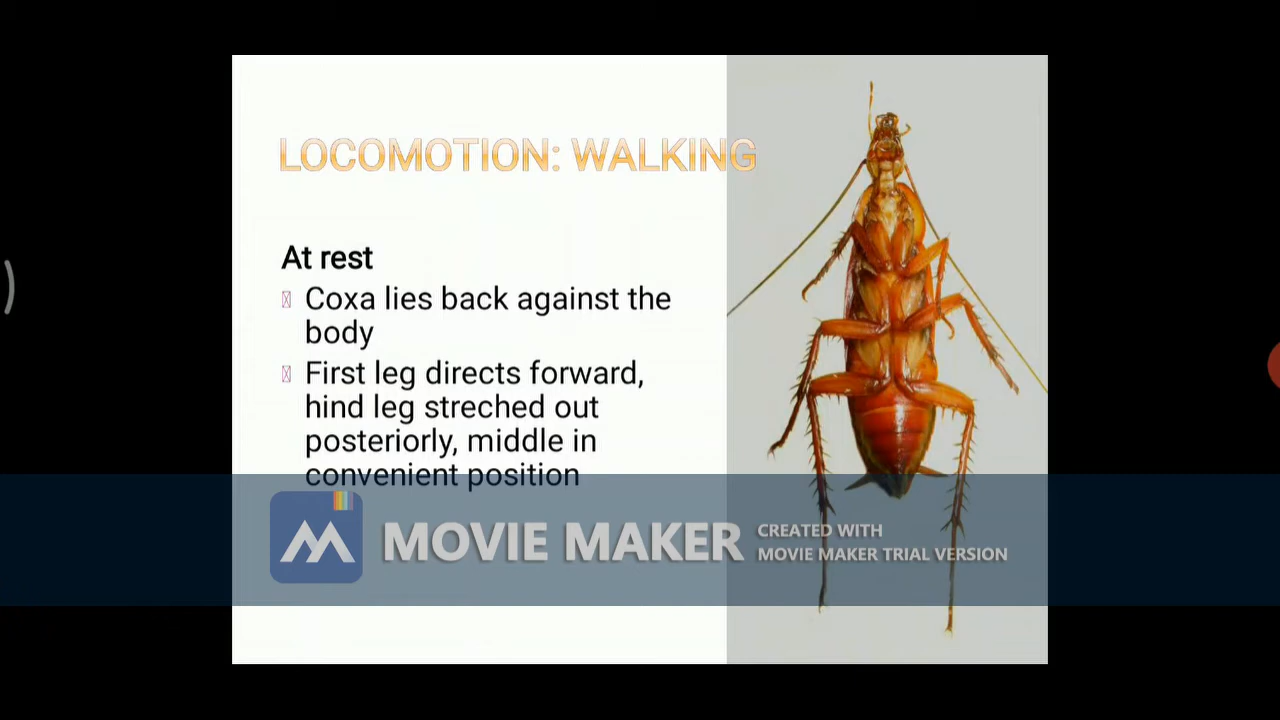 LOCOMOTION: WALKING
At rest
Coxa lies back against the
body
First leg directs forward,
hind leg streched out
posteriorly, middle in
convenient position
MOVIE MAKER
CREATED WITH
MOVIE MAKER TRIAL VERSION